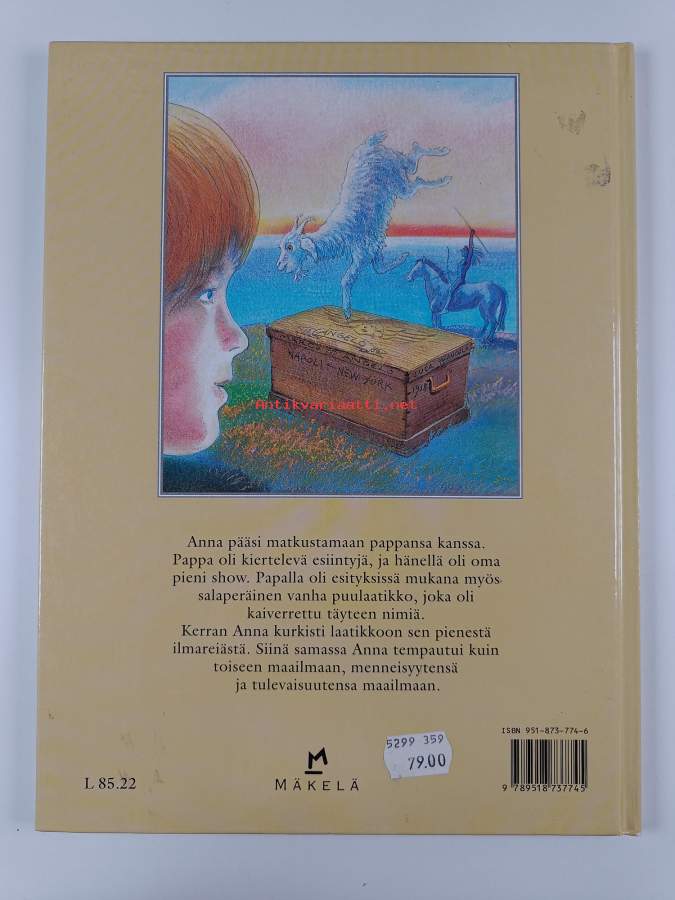 NAPOLI - NEW YORK
1918
Antikvariaatti.net
Anna pääsi matkustamaan pappansa kanssa.
Pappa oli kiertelevä esiintyjä, ja hänellä oli oma
pieni show. Papalla oli esityksissä mukana myös
salaperäinen vanha puulaatikko, joka oli
kaiverrettu täyteen nimiä.
Kerran Anna kurkisti laatikkoon sen pienestä
ilmareiästä. Siinä samassa Anna tempautui kuin
toiseen maailmaan, menneisyytensä
ja tulevaisuutensa maailmaan.
ISBN 951-873-774-6
5299 359
79.00
L 85.22
MÄKELÄ
9 789518 737745